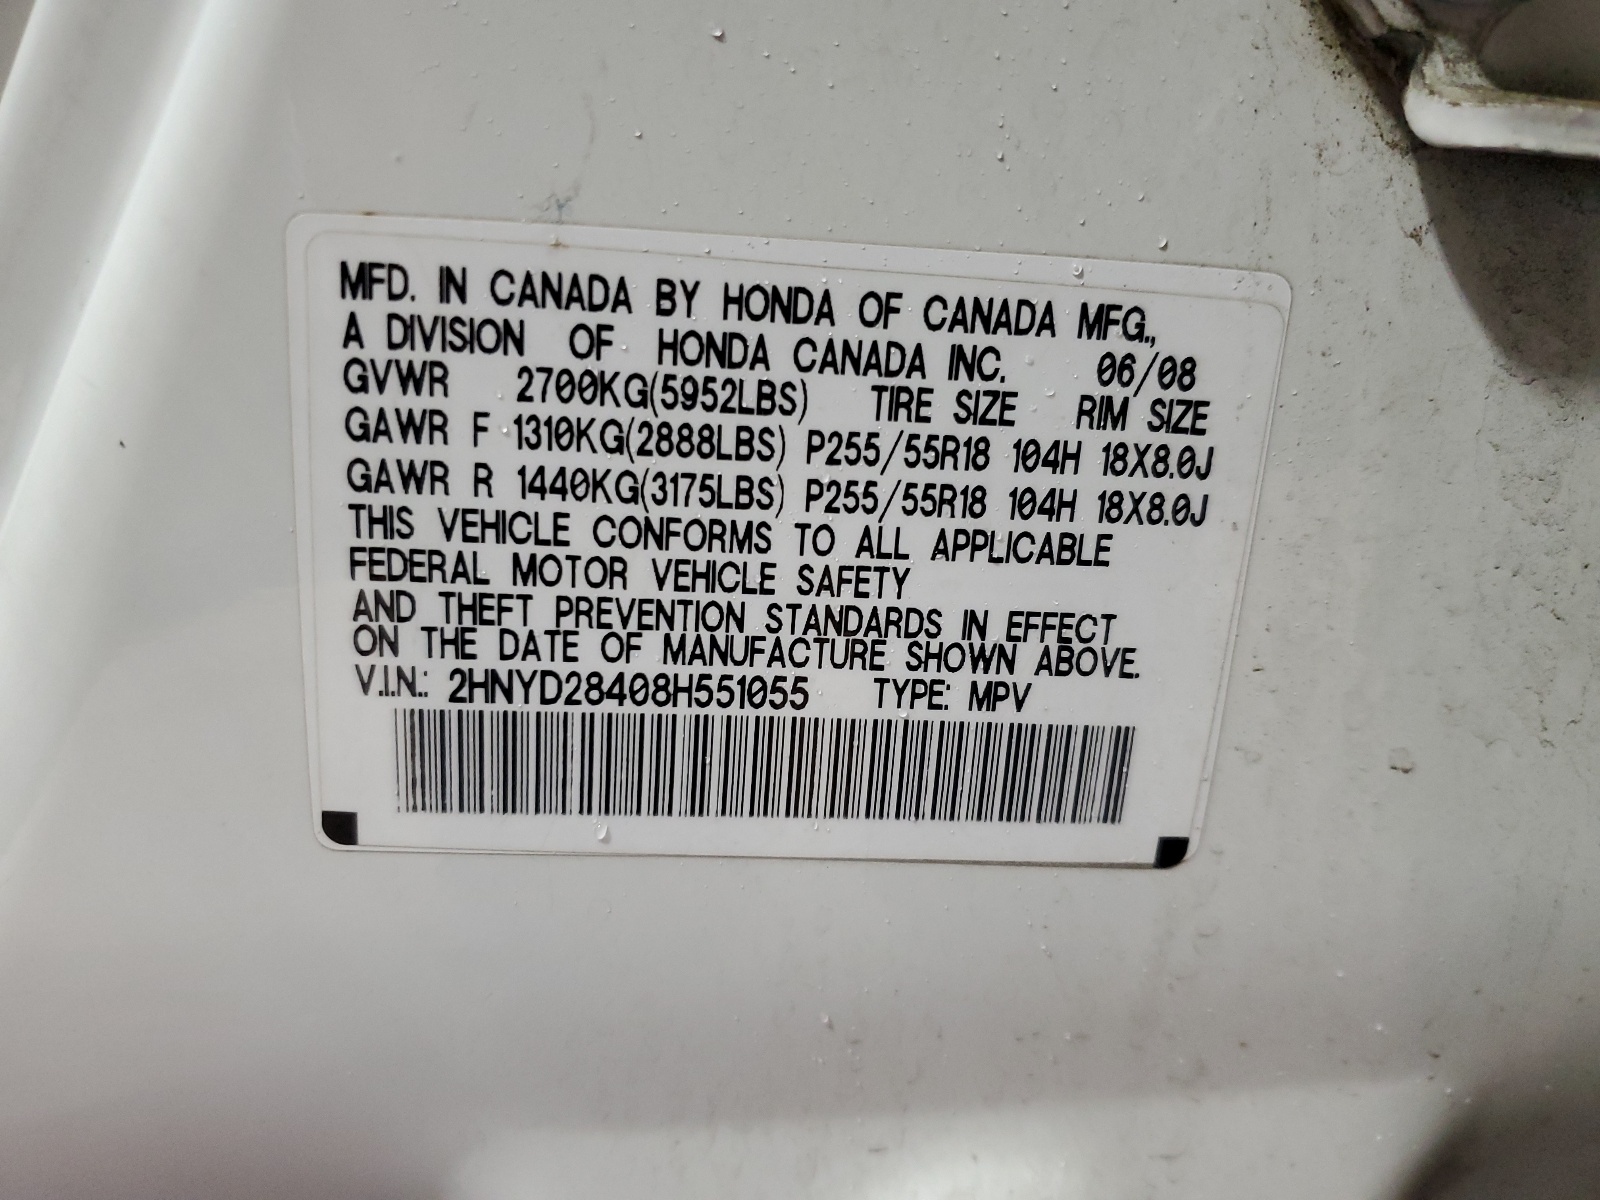 MFD. IN CANADA BY HONDA OF CANADA MFG.,
A DIVISION OF HONDA CANADA INC. 06/08
GVWR 2700KG(5952LBS) TIRE SIZE RIM SIZE
GAWR F 1310KG(2888LBS) P255/55R18 104H 18X8.0J
GAWR R 1440KG(3175LBS) P255/55R18 104H 18X8.0J
THIS VEHICLE CONFORMS TO ALL APPLICABLE
FEDERAL MOTOR VEHICLE SAFETY
AND THEFT PREVENTION STANDARDS IN EFFECT
ON THE DATE OF MANUFACTURE SHOWN ABOVE.
V.I.N.: 2HNYD28408H551055 TYPE: MPV